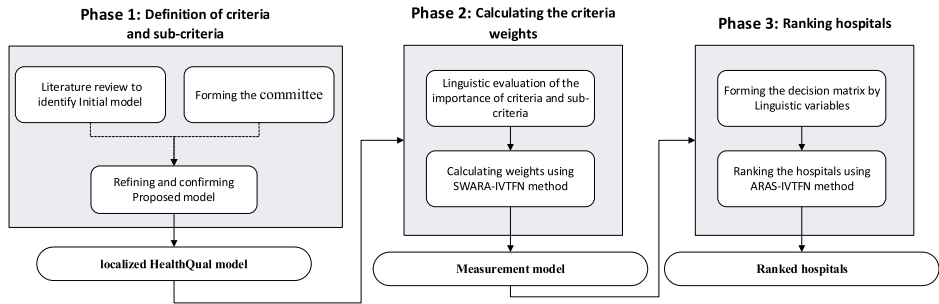 Phase 1: Definition of criteria
and sub-criteria
Literature review to
identify Initial model
Forming the committee
Refining and confirming
Proposed model
localized HealthQual model
Phase 2: Calculating the criteria
weights
Linguistic evaluation of the
importance of criteria and sub-
criteria
Calculating weights using
SWARA-IVTFN method
Measurement model
Phase 3: Ranking hospitals
Forming the decision matrix by
Linguistic variables
Ranking the hospitals using
ARAS-IVTFN method
Ranked hospitals